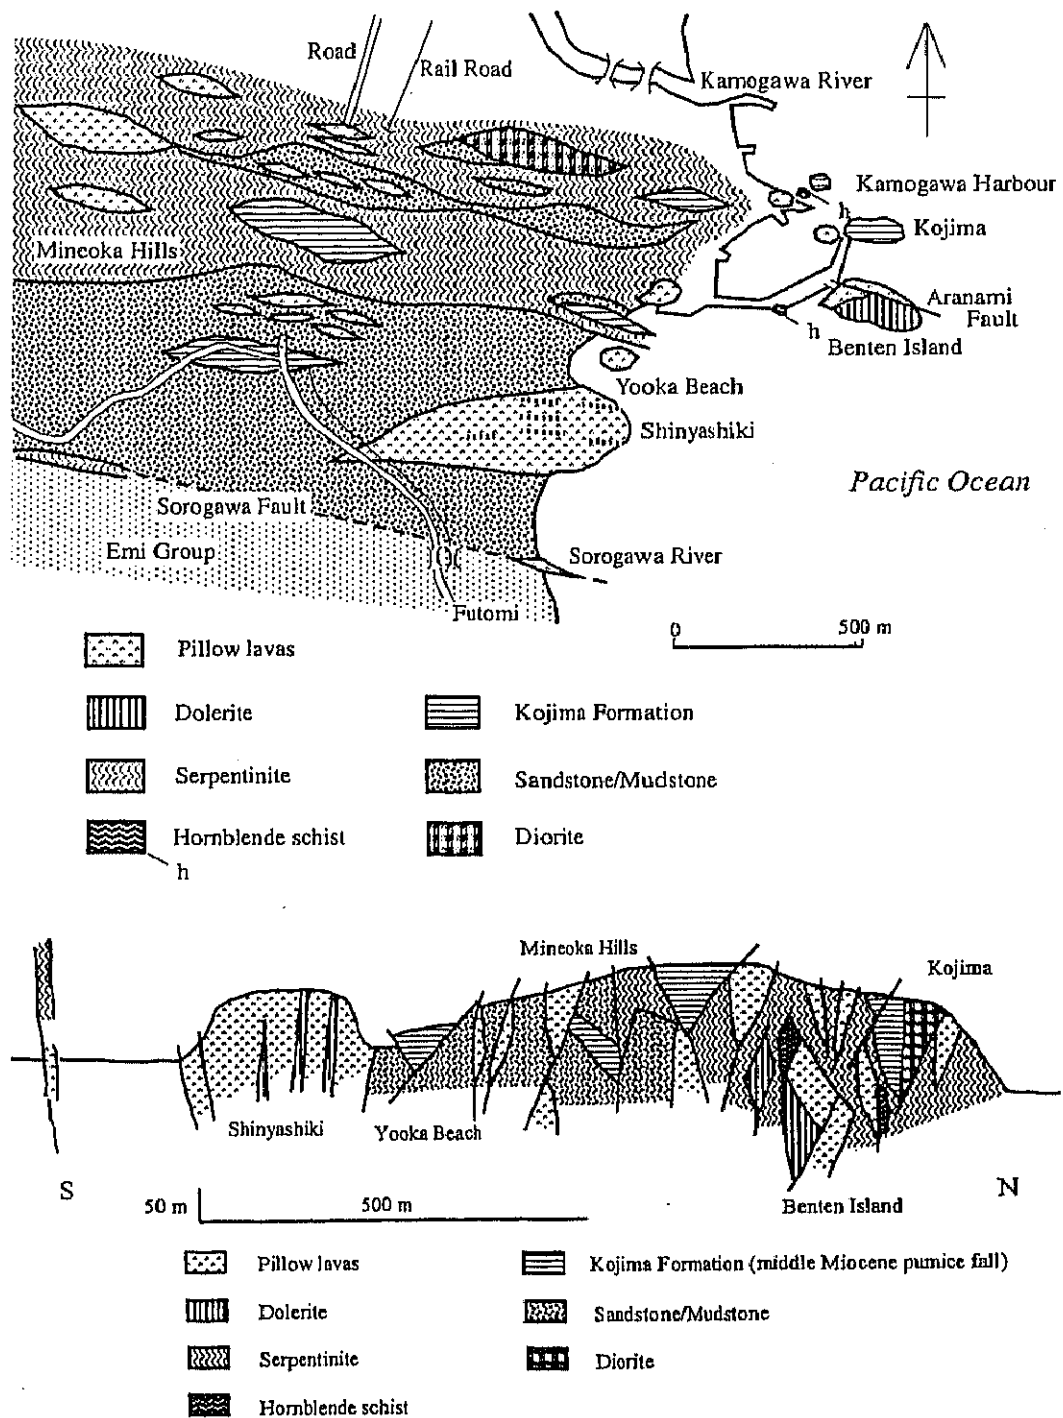 Road
Rail Road
Kamogawa River
Kamogawa Harbour
h
Kojima
Mineoka Hills
Aranami
Fault
h
Benten Island
Yooka Beach
Shinyashiki
Pacific Ocean
Sorogawa Fault
Emi Group
Sorogawa River
Futomi
0 500 m
Pillow lavas
Dolerite
Kojima Formation
Serpentinite
Sandstone/Mudstone
Hornblende schist
Diorite
h
Mineoka Hills
Kojima
Shinyashiki
Yooka Beach
S
N
50 m
500 m
Benten Island
Pillow lavas
Kojima Formation (middle Miocene pumice fall)
Dolerite
Sandstone/Mudstone
Serpentinite
Diorite
Hornblende schist